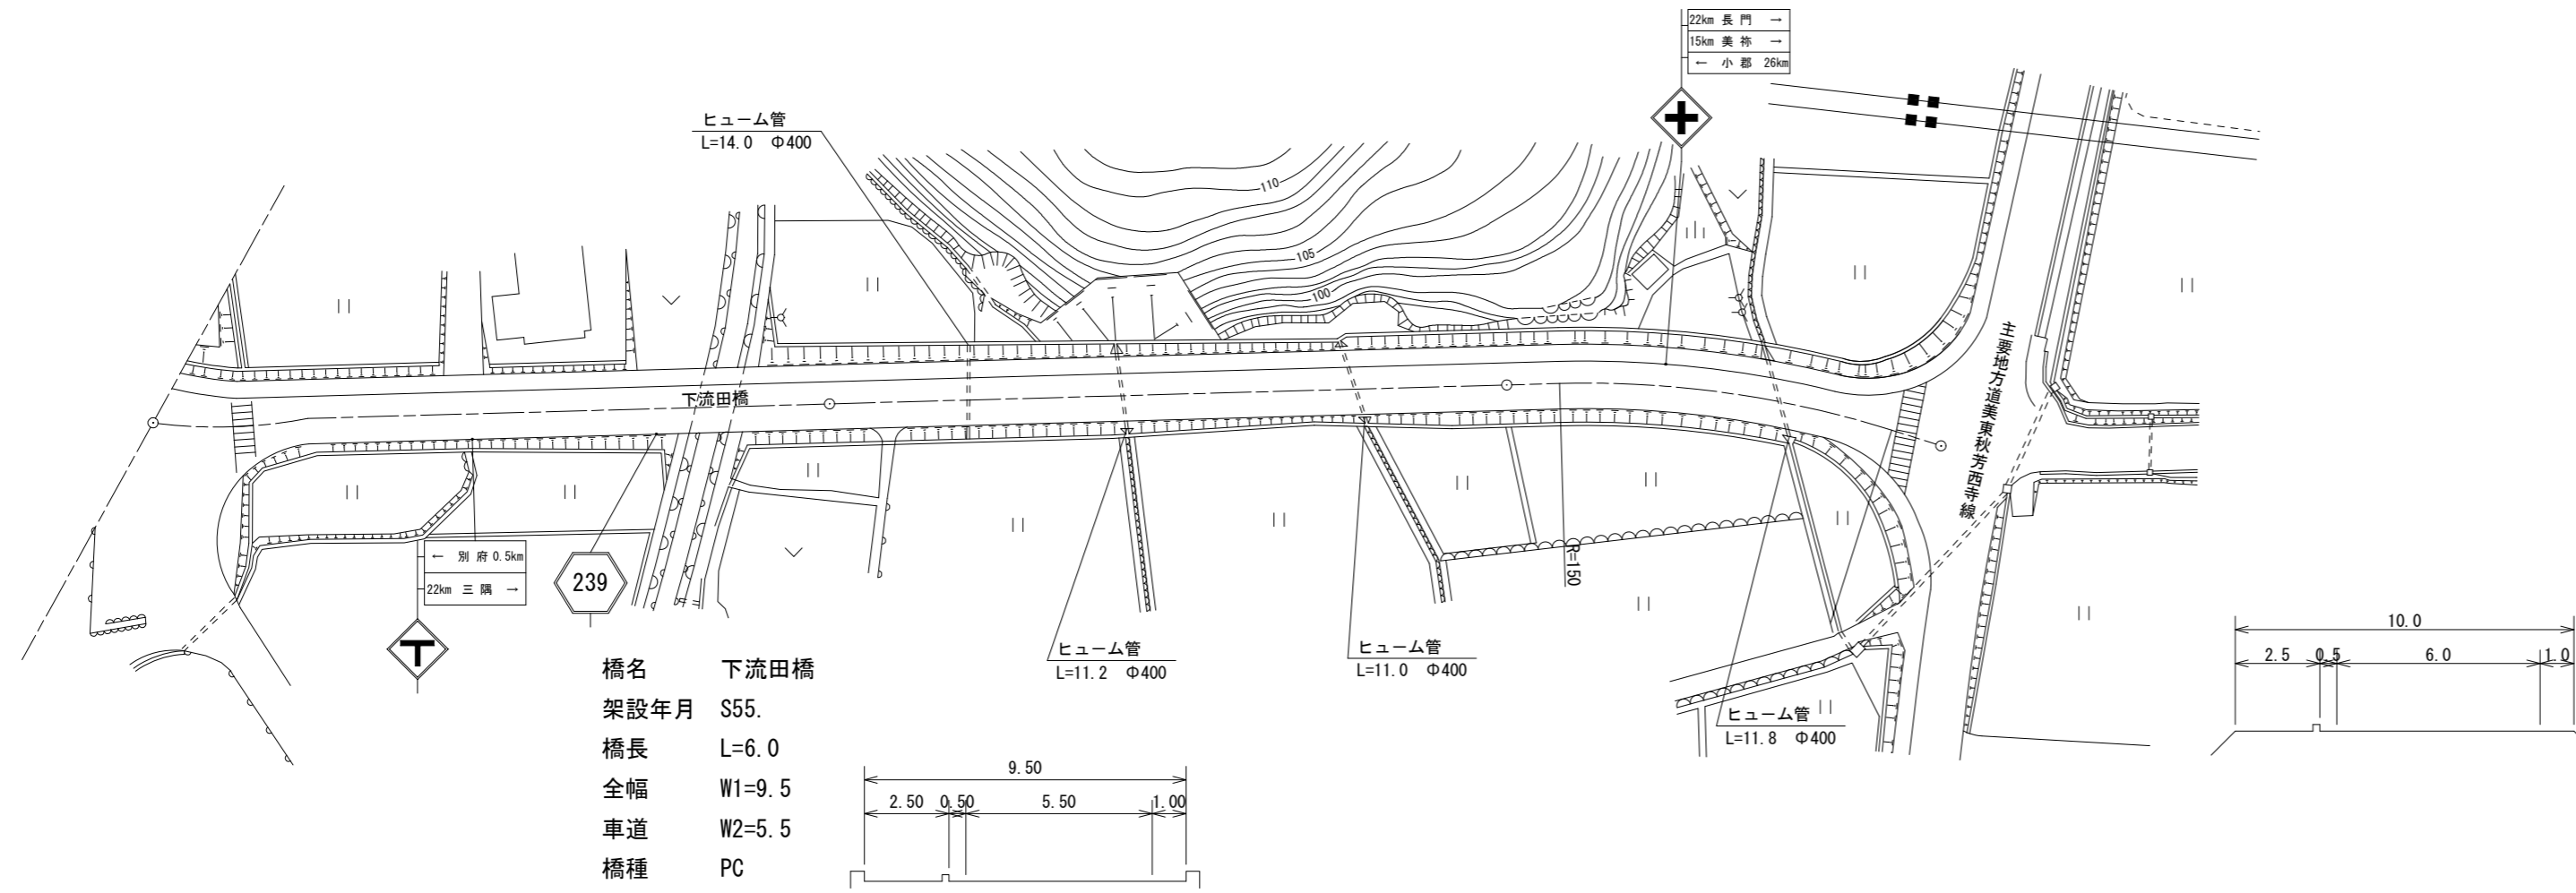 22km 長門 →
15km 美祢 →
← 小郡 26km
ヒューム管
L=14.0 Φ400
110
105
100
下流田橋
主要地方道美東秋芳西寺線
R=150
← 別府 0.5km
22km 三隅 →
239
ヒューム管
L=11.2 Φ400
ヒューム管
L=11.0 Φ400
ヒューム管
L=11.8 Φ400
橋名 下流田橋
架設年月 S55.
橋長 L=6.0
全幅 W1=9.5
車道 W2=5.5
橋種 PC
9.50
2.50 0.50 5.50 1.00
10.0
2.5 0.5 6.0 1.0